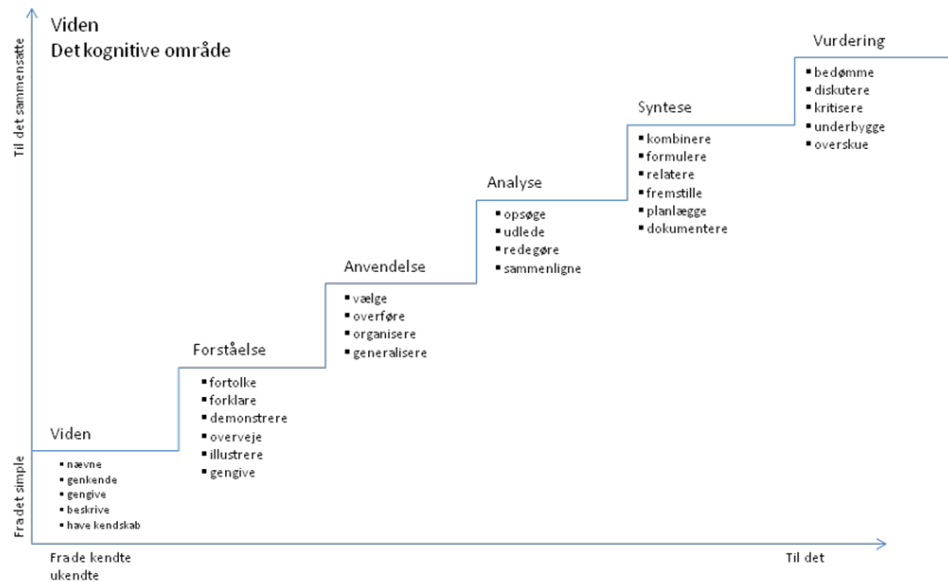 Viden
Det kognitive område
Til det sammensatte
Fra det simple
Vurdering
▪ bedømme
▪ diskutere
▪ kritisere
▪ underbygge
▪ overskue
Syntese
▪ kombinere
▪ formulere
▪ relatere
▪ fremstille
▪ planlægge
▪ dokumentere
Analyse
▪ opsøge
▪ udlede
▪ redegøre
▪ sammenligne
Anvendelse
▪ vælge
▪ overføre
▪ organisere
▪ generalisere
Forståelse
▪ fortolke
▪ forklare
▪ demonstrere
▪ overveje
▪ illustrere
▪ gengive
Viden
▪ nævne
▪ genkende
▪ gengive
▪ beskrive
▪ have kendskab
Fra de kendte
Til det
ukendte